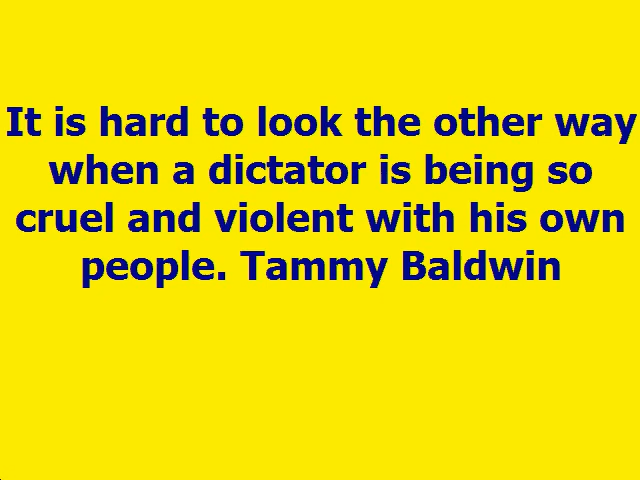 It is hard to look the other way
when a dictator is being so
cruel and violent with his own
people. Tammy Baldwin